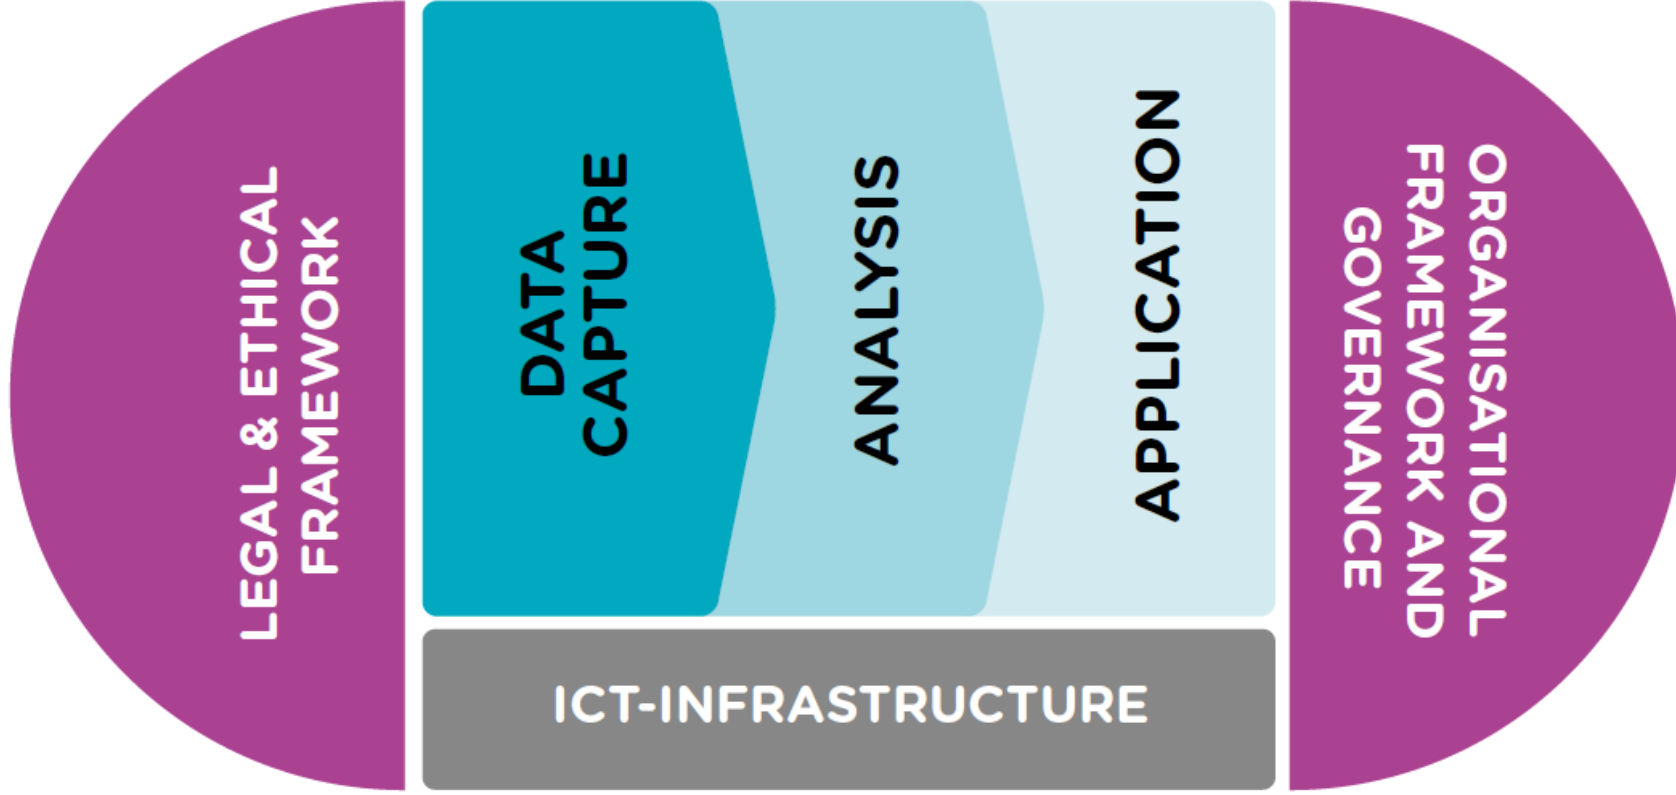 LEGAL & ETHICAL
FRAMEWORK
DATA
CAPTURE
ANALYSIS
APPLICATION
ORGANISATIONAL
FRAMEWORK AND
GOVERNANCE
ICT-INFRASTRUCTURE